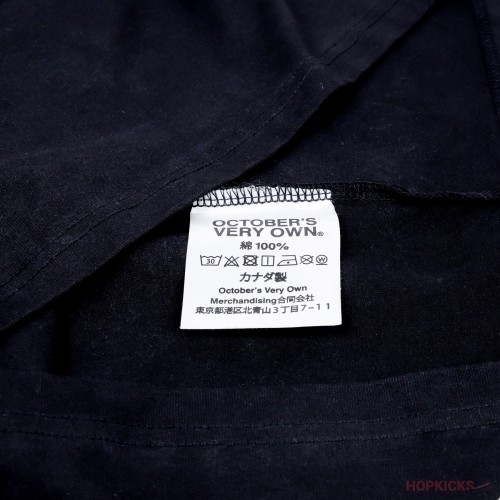 OCTOBER'S
VERY OWN®
綿 100%
30 W
カナダ製
October's Very Own
Merchandising合同会社
東京都港区北青山3丁目7-11
HOPKICKS